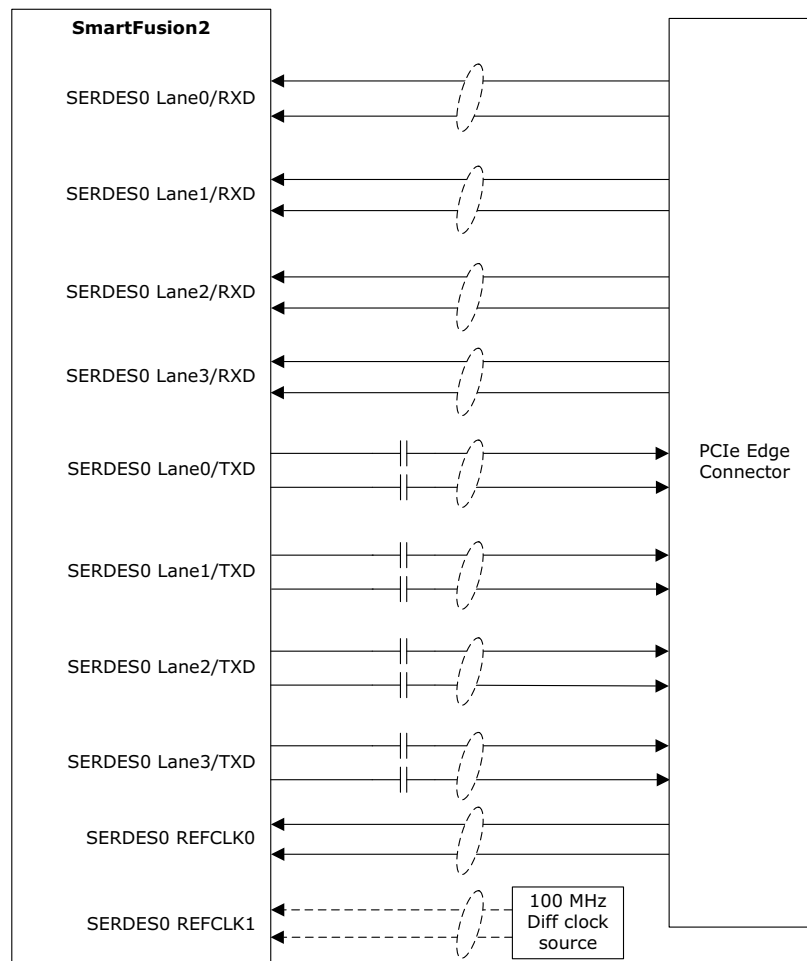 SmartFusion2
SERDES0 Lane0/RXD
SERDES0 Lane1/RXD
SERDES0 Lane2/RXD
SERDES0 Lane3/RXD
SERDES0 Lane0/TXD
PCIe Edge
Connector
SERDES0 Lane1/TXD
SERDES0 Lane2/TXD
SERDES0 Lane3/TXD
SERDES0 REFCLK0
SERDES0 REFCLK1
100 MHz
Diff clock
source